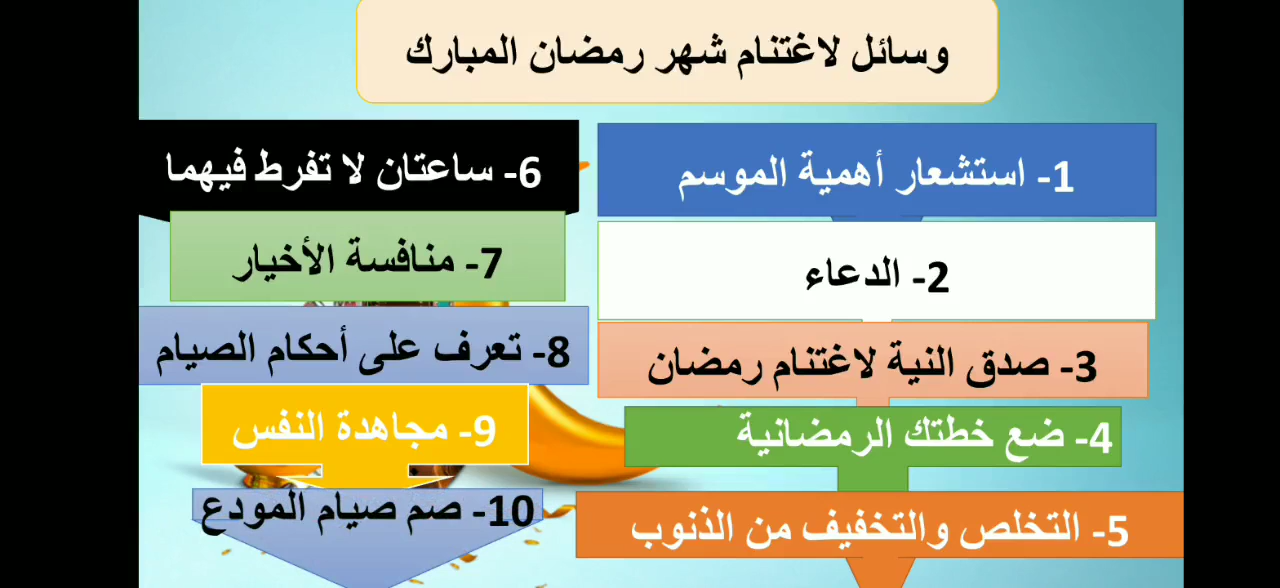 وسائل لاغتنام شهر رمضان المبارك
1- استشعار أهمية الموسم
2- الدعاء
3- صدق النية لاغتنام رمضان
4- ضع خطتك الرمضانية
5- التخلص والتخفيف من الذنوب
6- ساعتان لا تفرط فيهما
7- منافسة الأخيار
8- تعرف على أحكام الصيام
9- مجاهدة النفس
10- صم صيام المودع